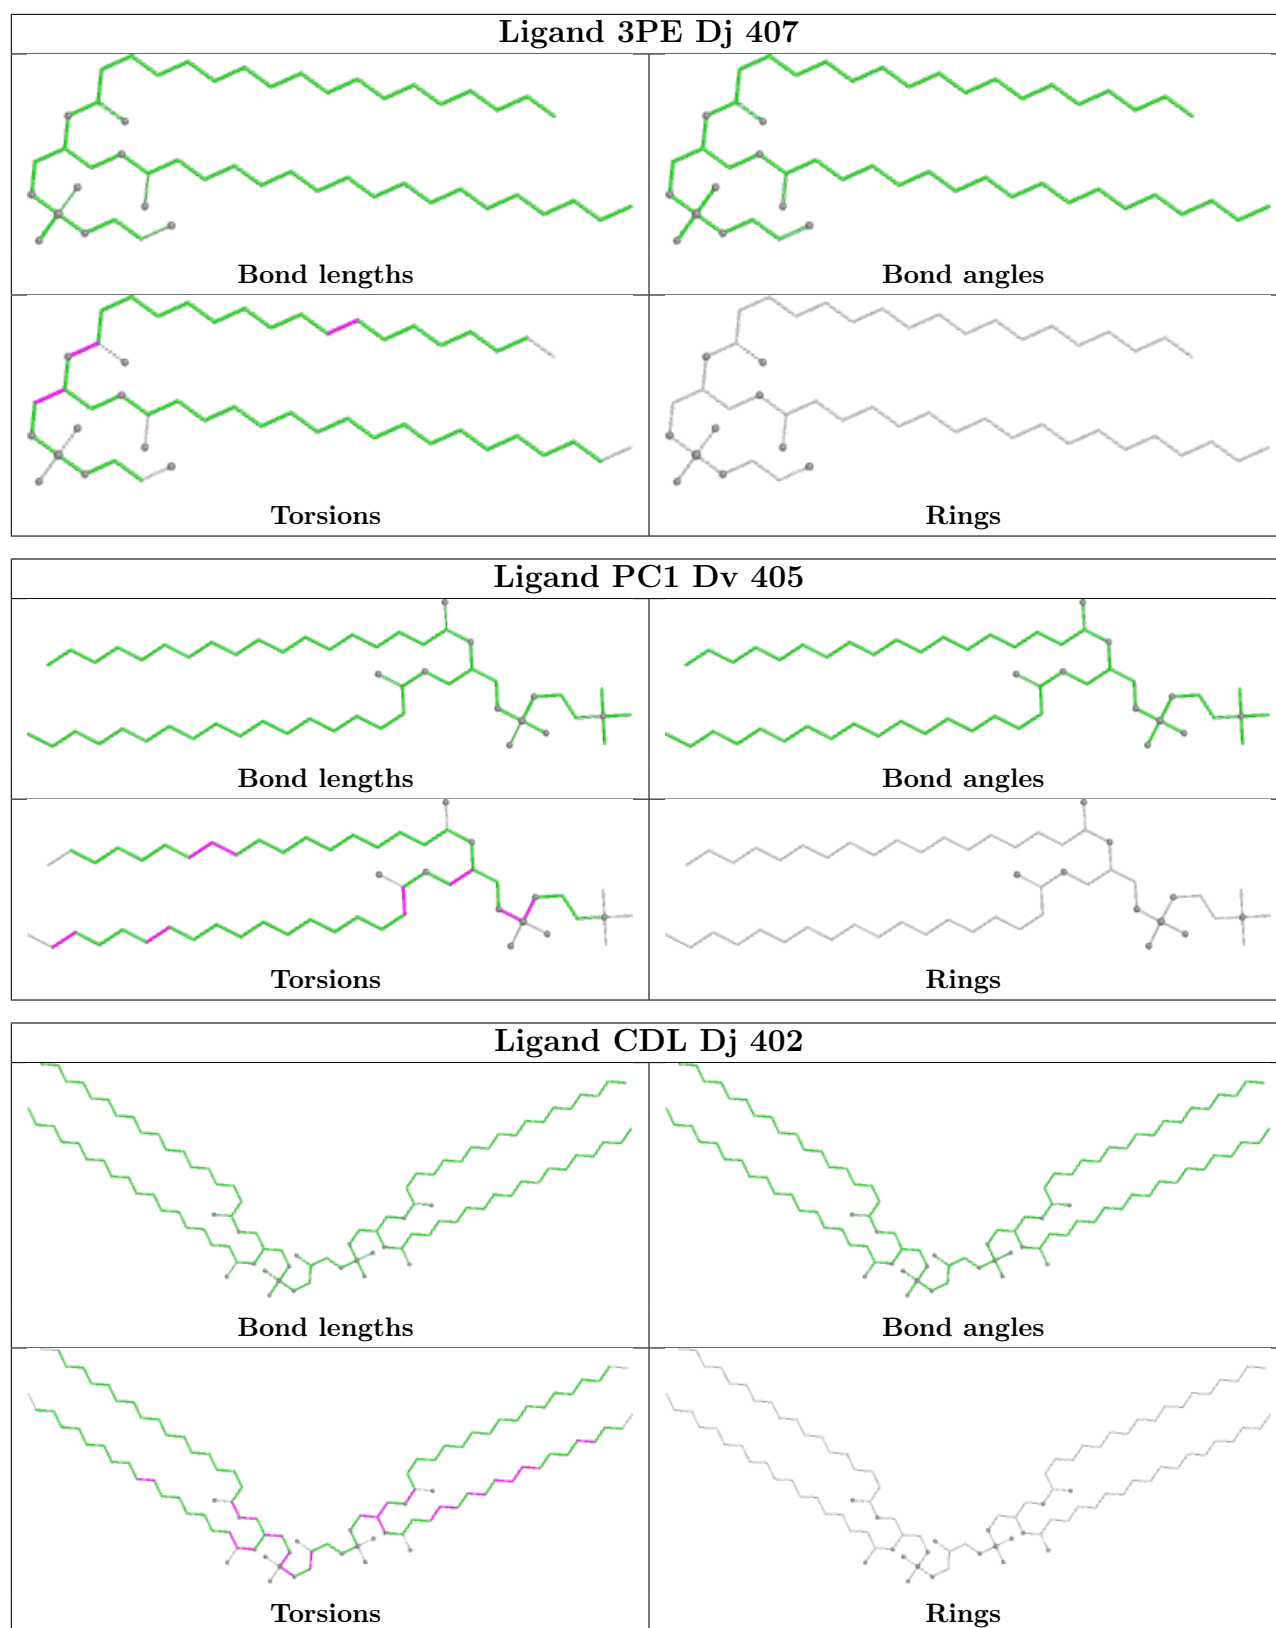 Ligand 3PE Dj 407
Bond lengths
Bond angles
Torsions
Rings
Ligand PC1 Dv 405
Bond lengths
Bond angles
Torsions
Rings
Ligand CDL Dj 402
Bond lengths
Bond angles
Torsions
Rings